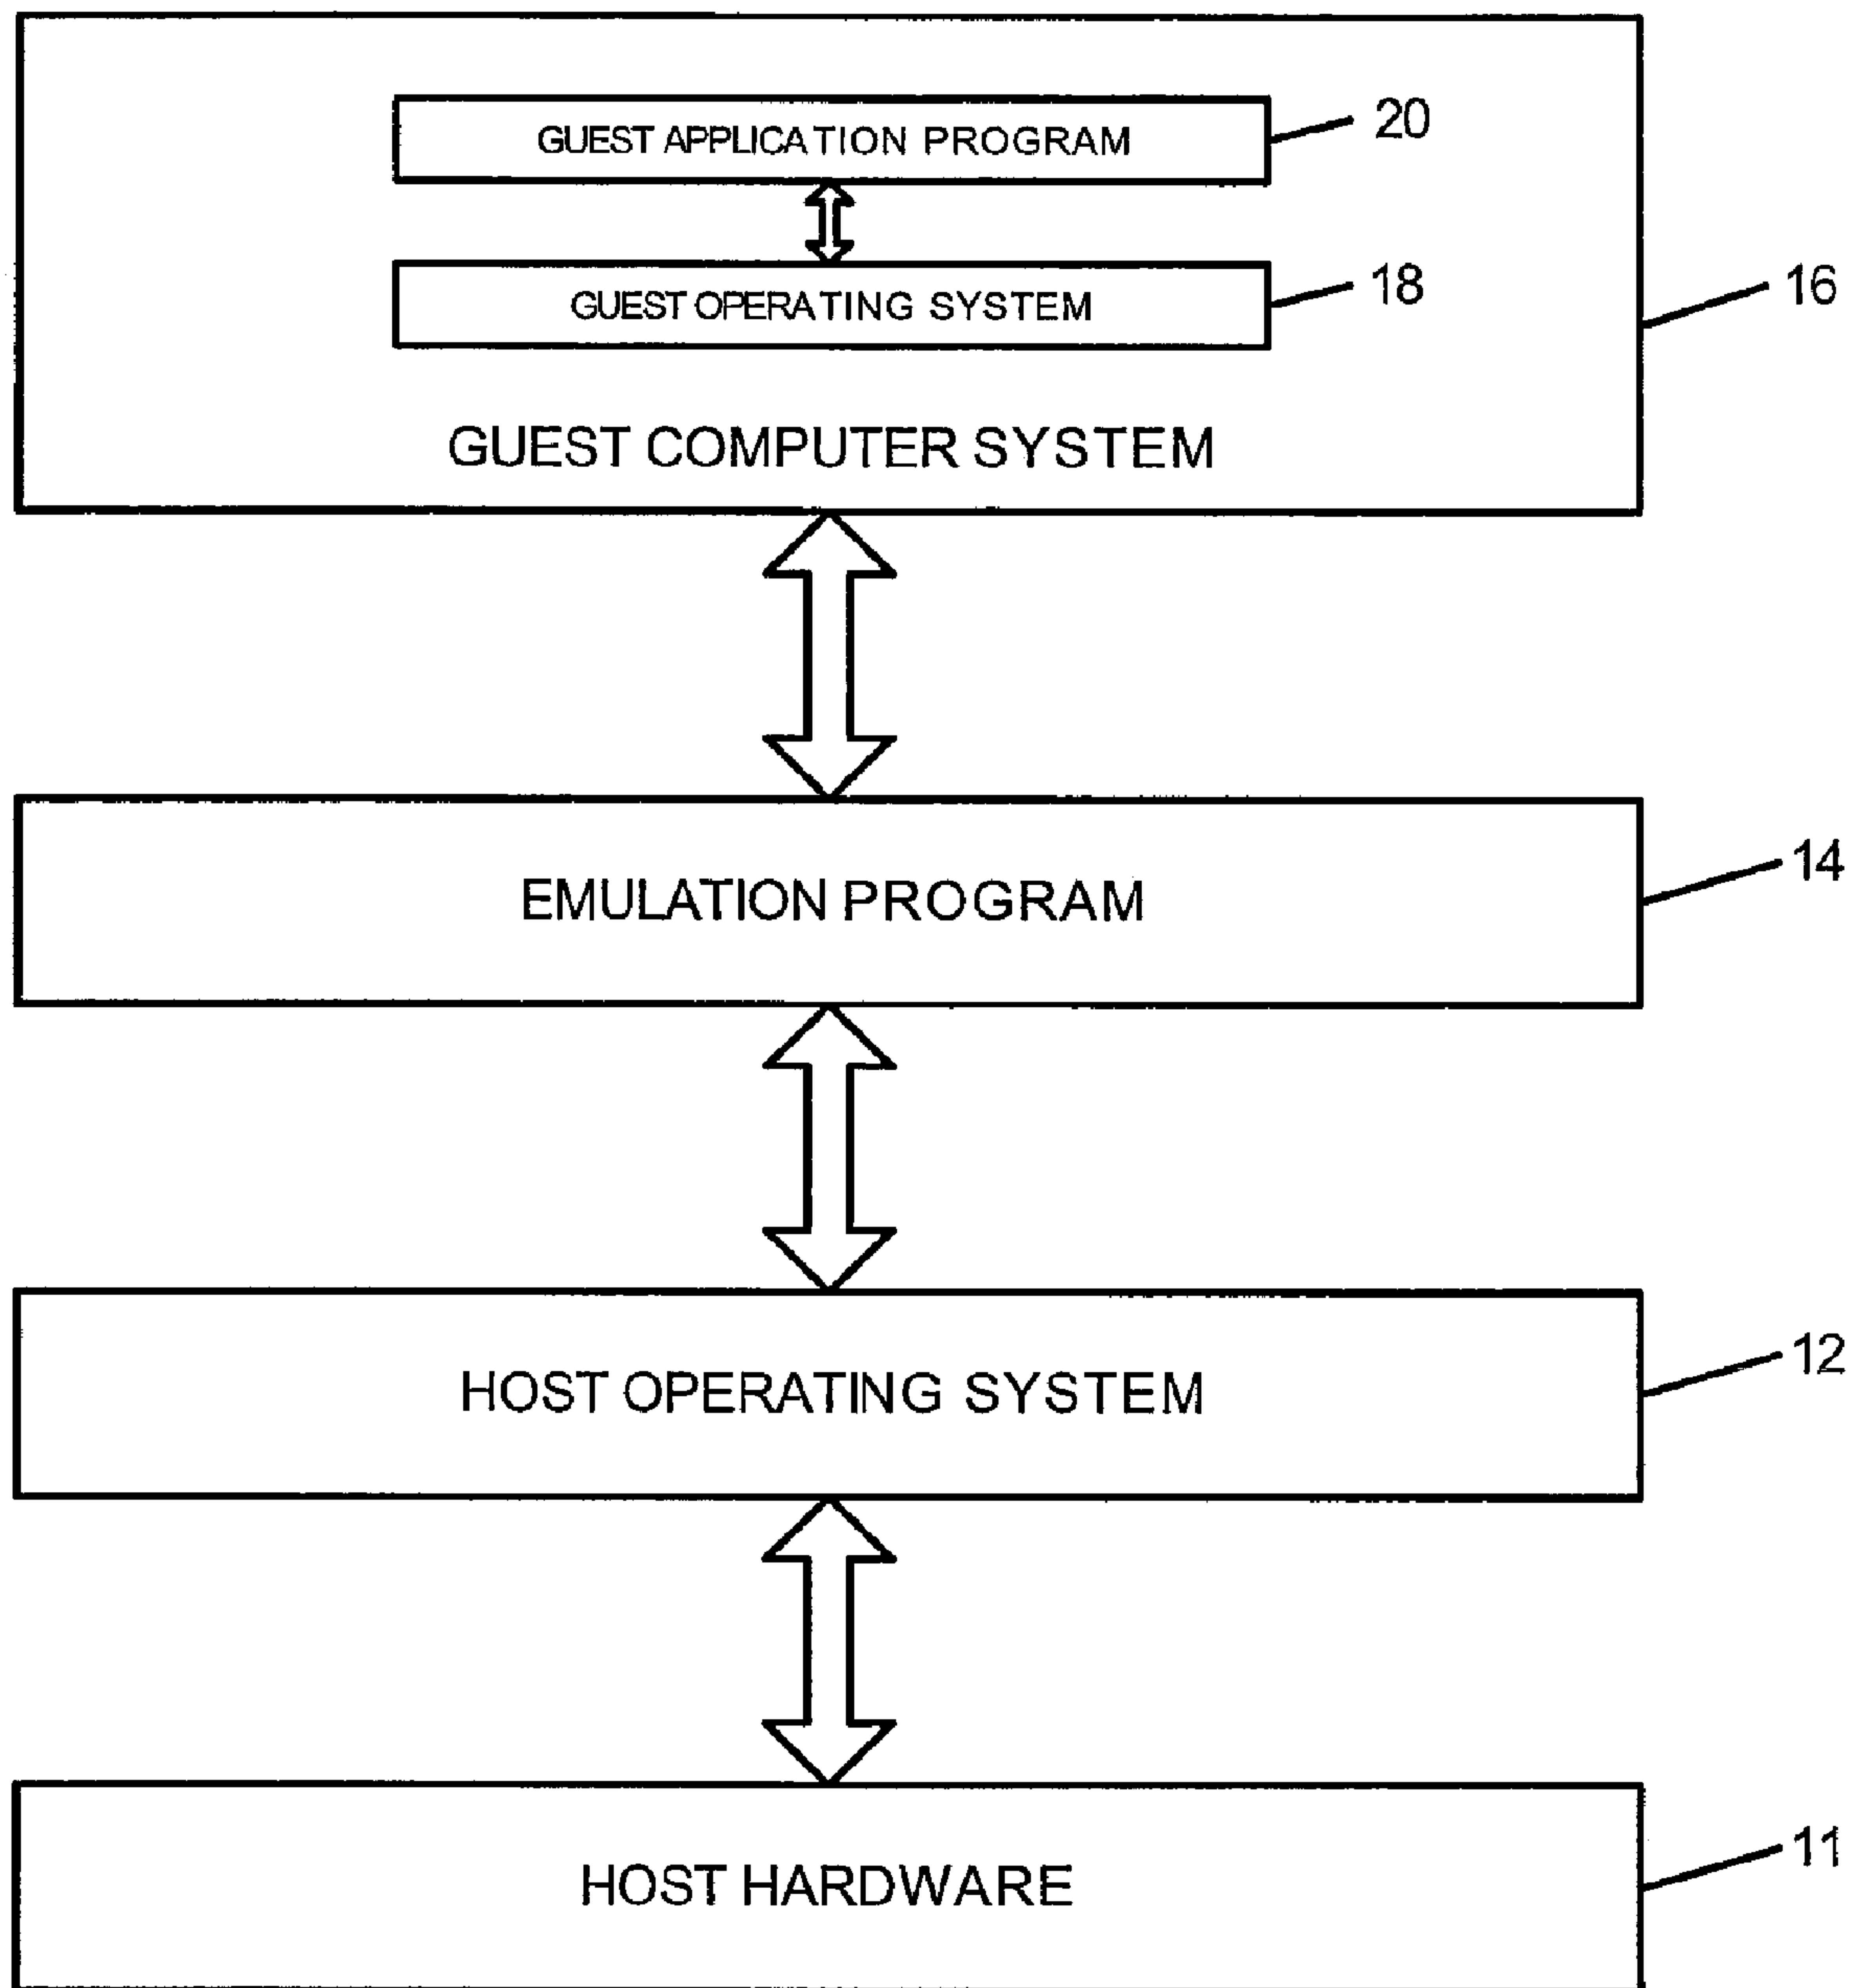 GUEST APPLICATION PROGRAM
20
GUEST OPERATING SYSTEM
18
16
GUEST COMPUTER SYSTEM
14
EMULATION PROGRAM
12
HOST OPERATING SYSTEM
11
HOST HARDWARE